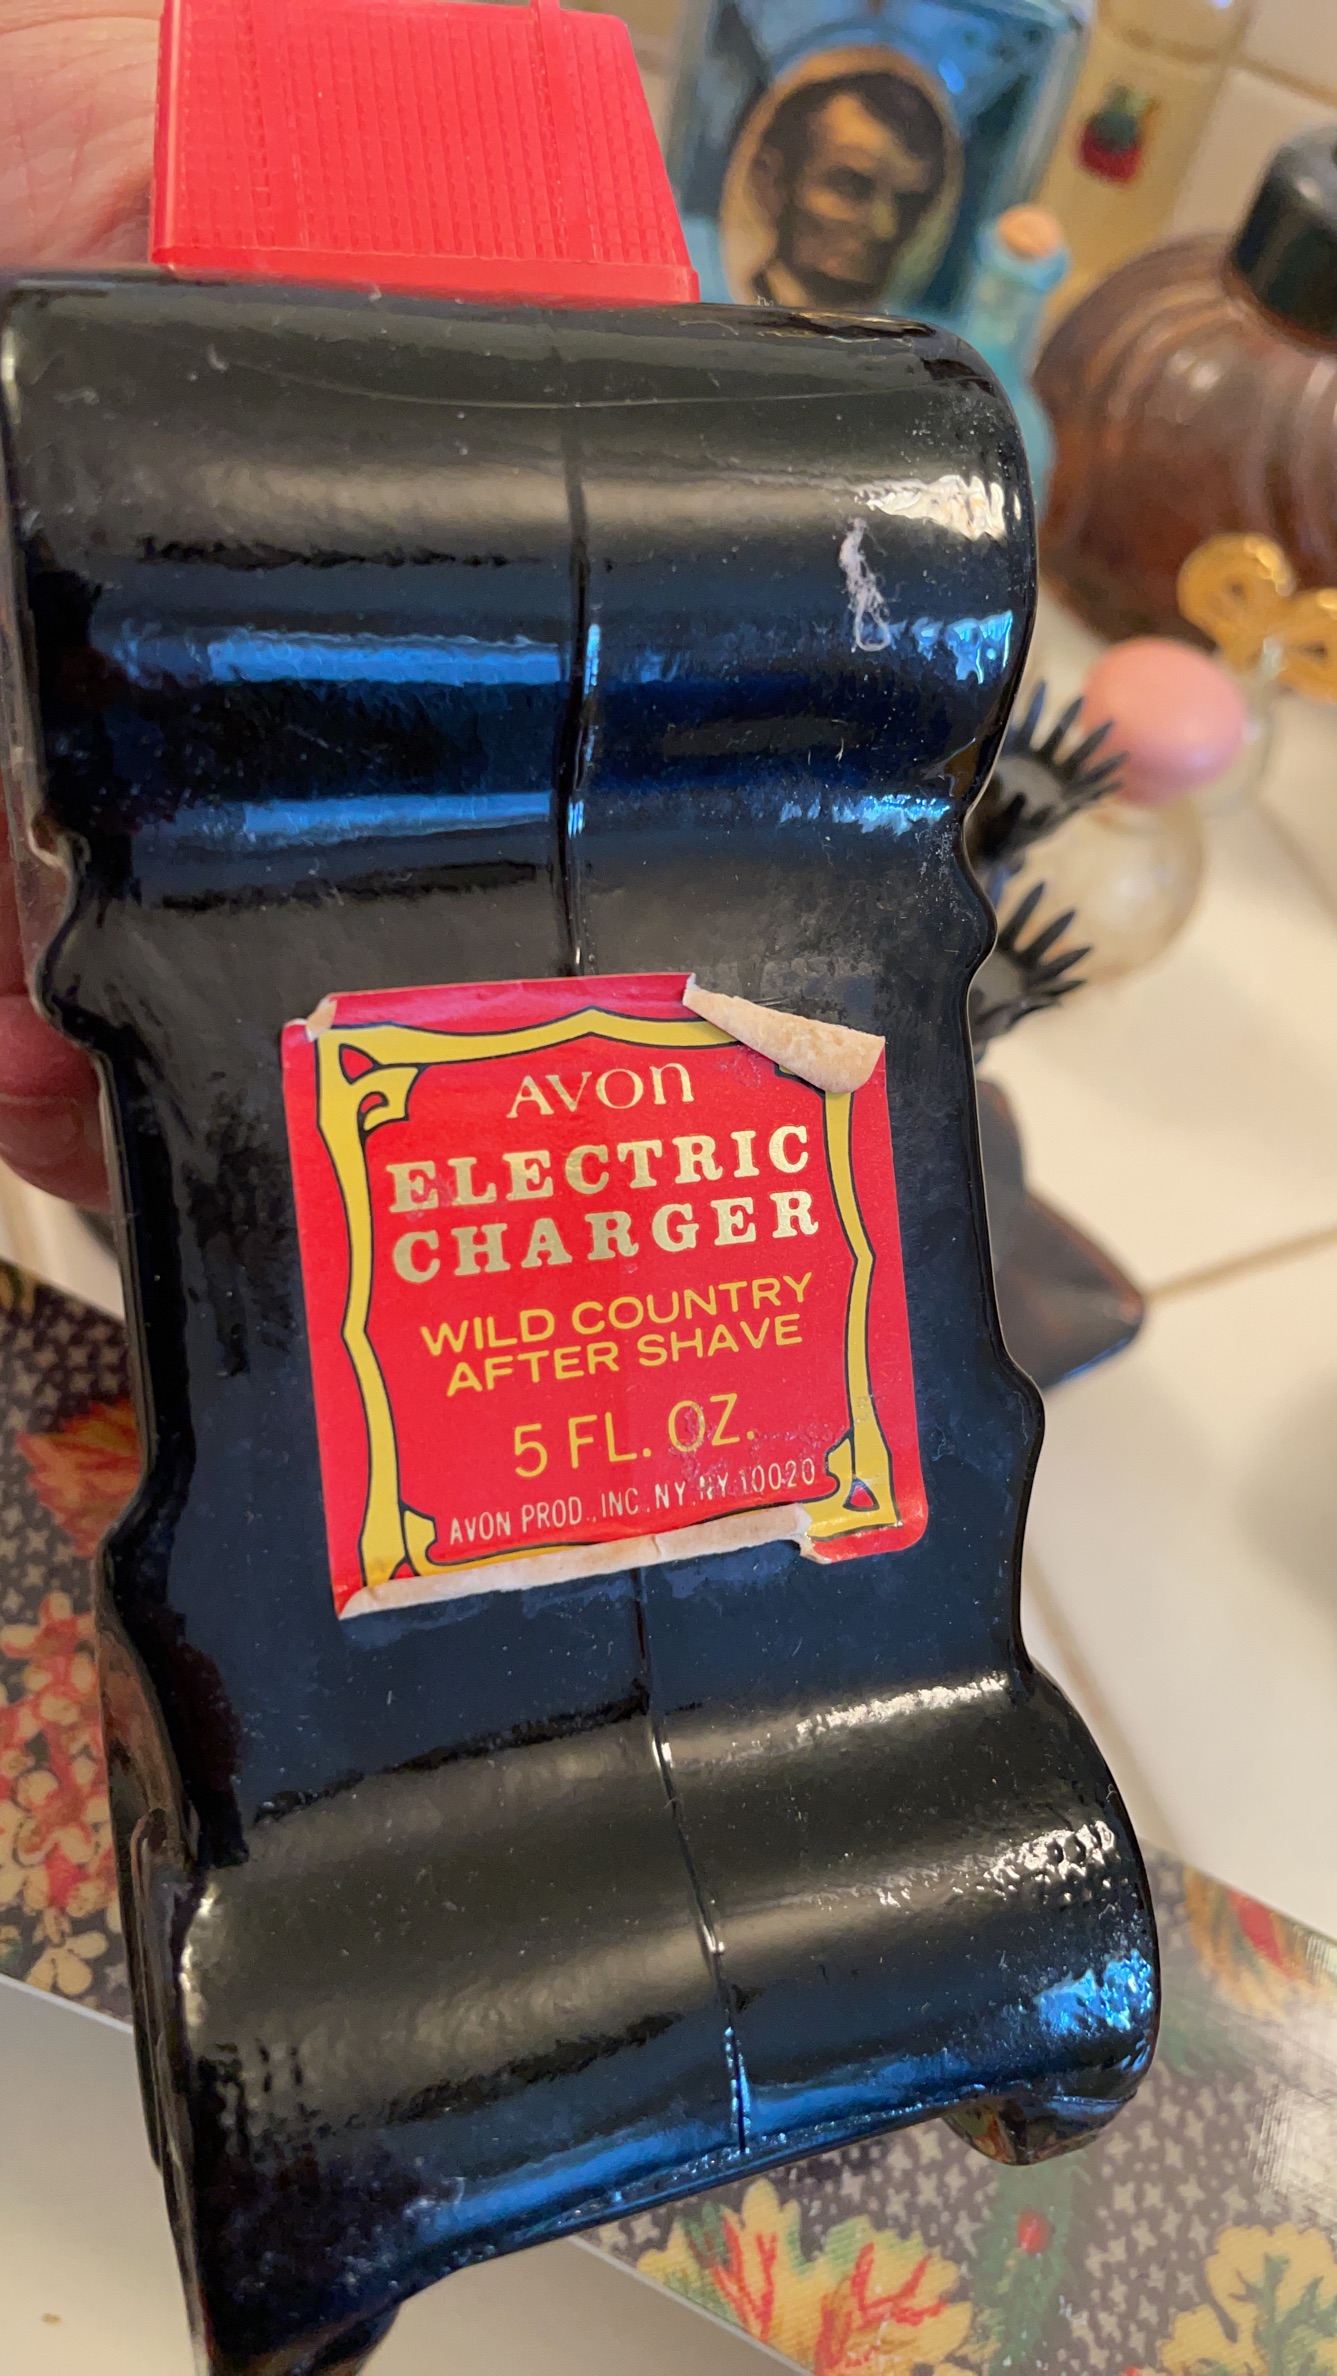 AVON
ELECTRIC
CHARGER
WILD COUNTRY
AFTER SHAVE
5 FL. OZ.
AVON PROD., INC. NY. NY. 10020